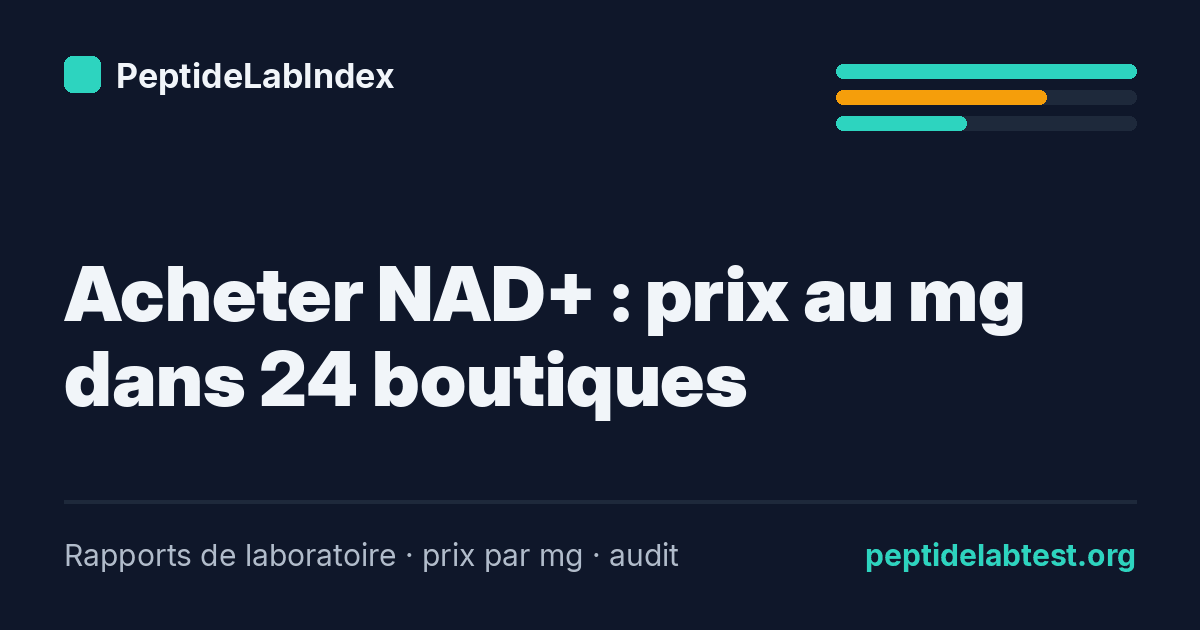 PeptideLabIndex
Acheter NAD+ : prix au mg
dans 24 boutiques
Rapports de laboratoire · prix par mg · audit
peptidelabtest.org